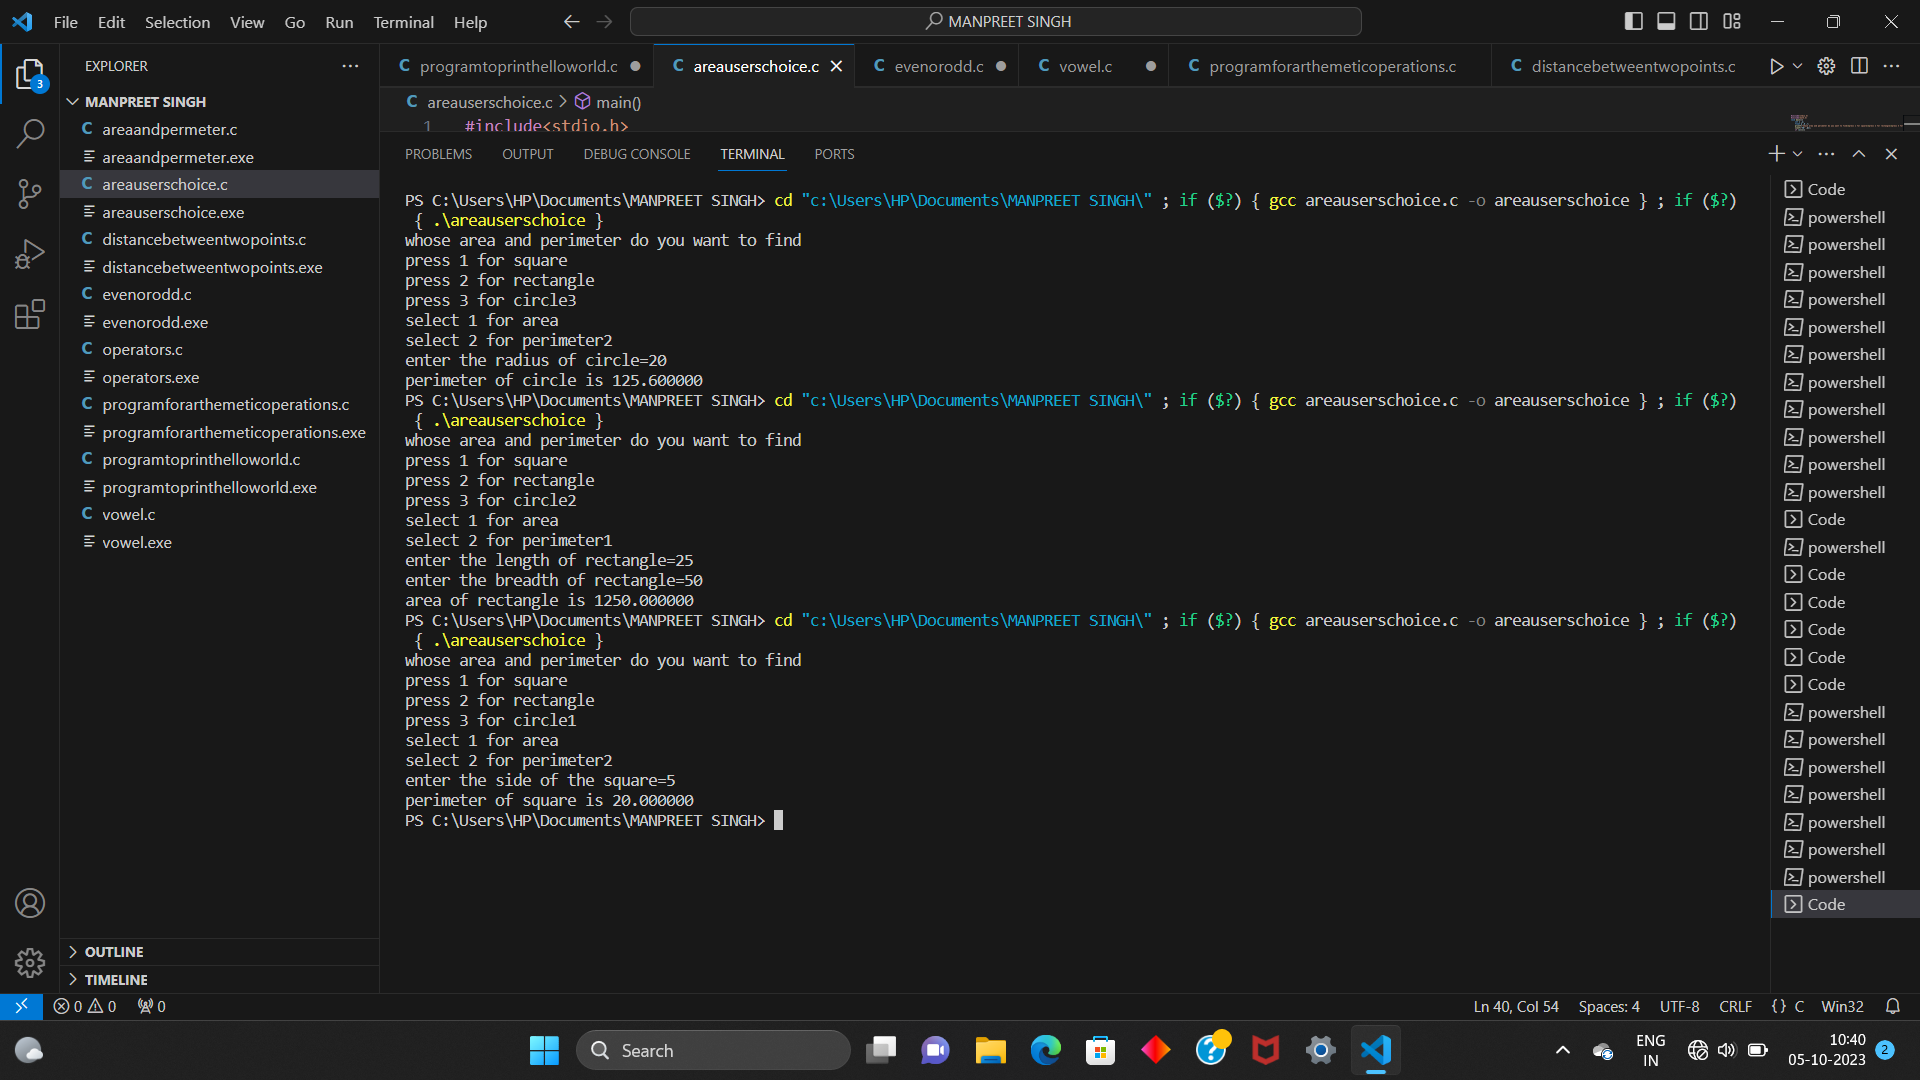 File Edit Selection View Go Run Terminal Help
MANPREET SINGH
EXPLORER
3
MANPREET SINGH
areaandpermeter.c
areaandpermeter.exe
areauserschoice.c
areauserschoice.exe
distancebetweentwopoints.c
distancebetweentwopoints.exe
evenorodd.c
evenorodd.exe
operators.c
operators.exe
programforarthemeticoperations.c
programforarthemeticoperations.exe
programtoprinthelloworld.c
programtoprinthelloworld.exe
vowel.c
vowel.exe
OUTLINE
TIMELINE
C programtoprinthelloworld.c C areauserschoice.c C evenorodd.c C vowel.c C programforarthemeticoperations.c C distancebetweentwopoints.c
C areauserschoice.c > main()
1 #include<stdio.h>
PROBLEMS OUTPUT DEBUG CONSOLE TERMINAL PORTS
PS C:\Users\HP\Documents\MANPREET SINGH> cd "c:\Users\HP\Documents\MANPREET SINGH\" ; if ($?) { gcc areauserschoice.c -o areauserschoice } ; if ($?)
{ .\areauserschoice }
whose area and perimeter do you want to find
press 1 for square
press 2 for rectangle
press 3 for circle3
select 1 for area
select 2 for perimeter2
enter the radius of circle=20
perimeter of circle is 125.600000
PS C:\Users\HP\Documents\MANPREET SINGH> cd "c:\Users\HP\Documents\MANPREET SINGH\" ; if ($?) { gcc areauserschoice.c -o areauserschoice } ; if ($?)
{ .\areauserschoice }
whose area and perimeter do you want to find
press 1 for square
press 2 for rectangle
press 3 for circle2
select 1 for area
select 2 for perimeter1
enter the length of rectangle=25
enter the breadth of rectangle=50
area of rectangle is 1250.000000
PS C:\Users\HP\Documents\MANPREET SINGH> cd "c:\Users\HP\Documents\MANPREET SINGH\" ; if ($?) { gcc areauserschoice.c -o areauserschoice } ; if ($?)
{ .\areauserschoice }
whose area and perimeter do you want to find
press 1 for square
press 2 for rectangle
press 3 for circle1
select 1 for area
select 2 for perimeter2
enter the side of the square=5
perimeter of square is 20.000000
PS C:\Users\HP\Documents\MANPREET SINGH>
Code
powershell
powershell
powershell
powershell
powershell
powershell
powershell
powershell
powershell
powershell
powershell
Code
powershell
Code
Code
Code
Code
Code
powershell
powershell
powershell
powershell
powershell
powershell
powershell
Code
0 0 0
Ln 40, Col 54 Spaces: 4 UTF-8 CRLF {} C Win32
Search
ENG
IN
10:40
05-10-2023
2